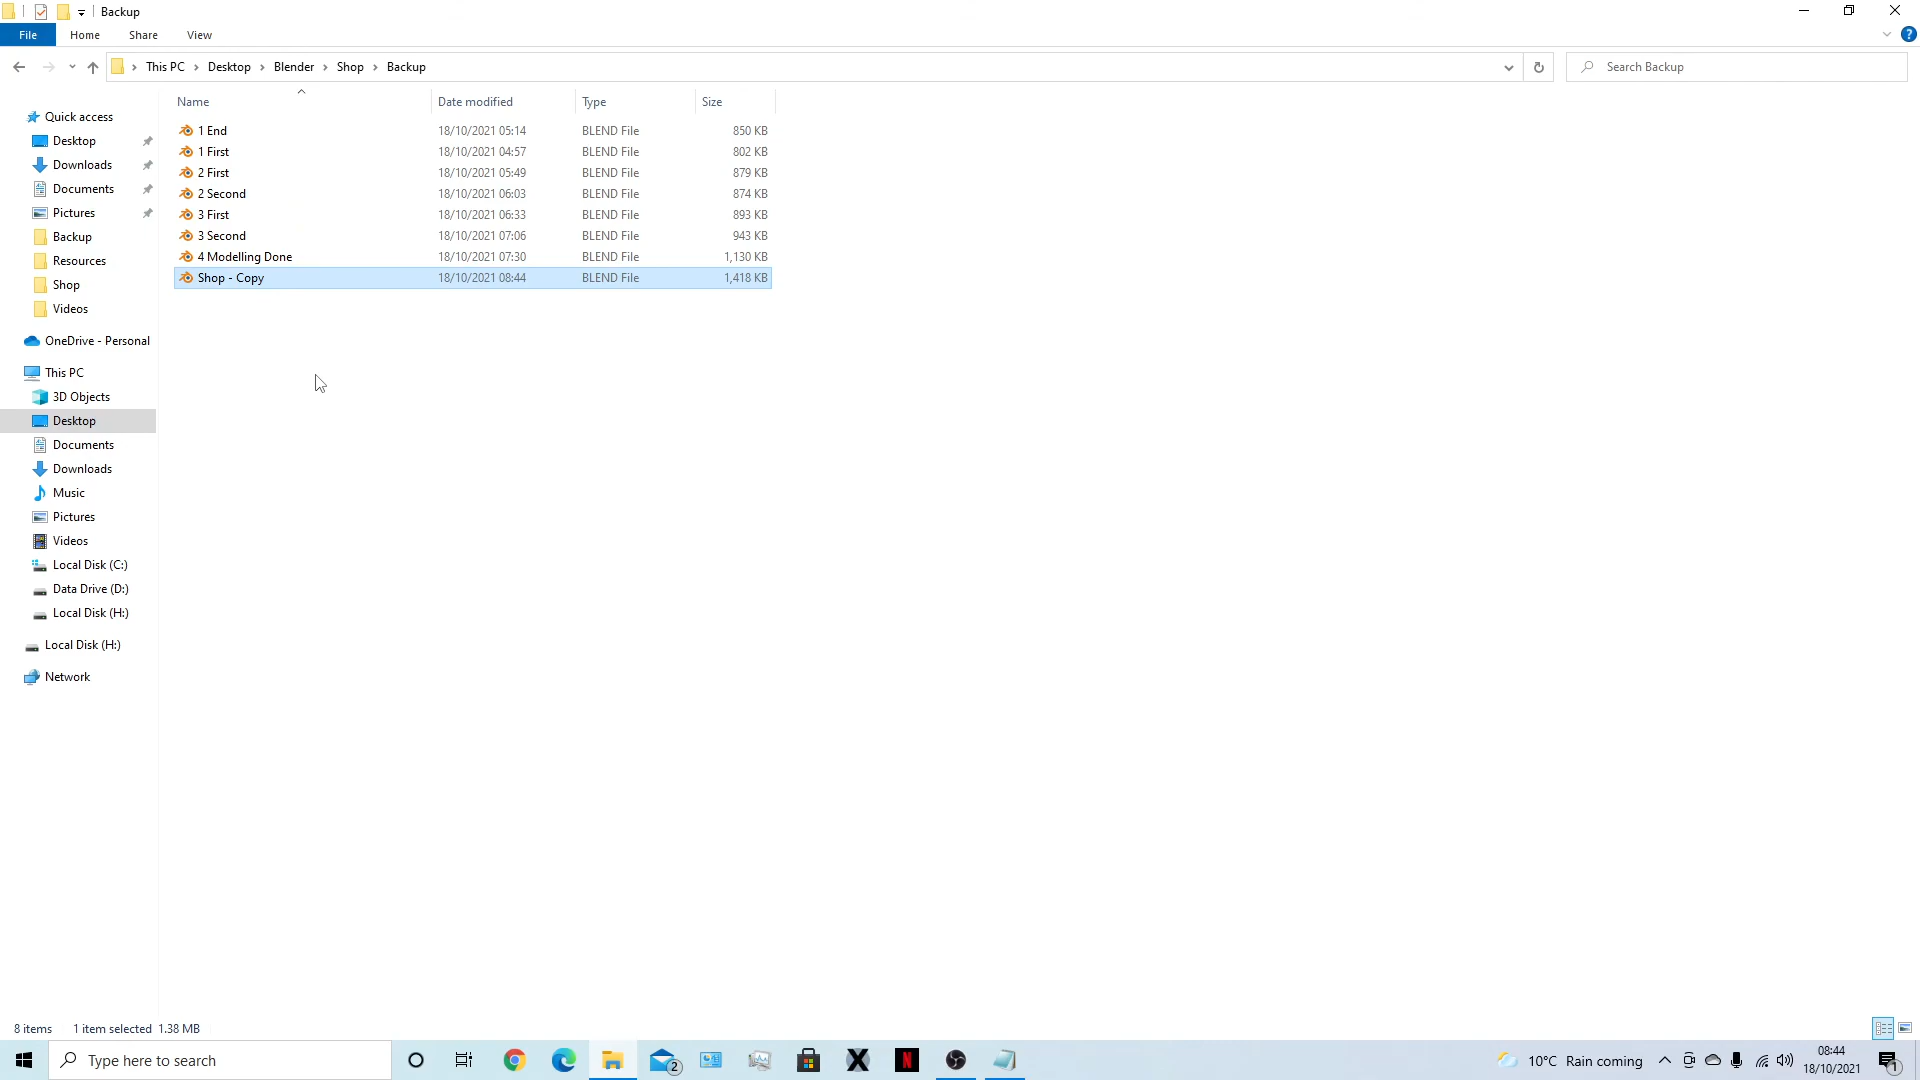 Backup
File Home Share View
This PC Desktop Blender Shop Backup
Search Backup
Name Date modified Type Size
1 End 18/10/2021 05:14 BLEND File 850 KB
1 First 18/10/2021 04:57 BLEND File 802 KB
2 First 18/10/2021 05:49 BLEND File 879 KB
2 Second 18/10/2021 06:03 BLEND File 874 KB
3 First 18/10/2021 06:33 BLEND File 893 KB
3 Second 18/10/2021 07:06 BLEND File 943 KB
4 Modelling Done 18/10/2021 07:30 BLEND File 1,130 KB
Shop - Copy 18/10/2021 08:44 BLEND File 1,418 KB
Quick access
Desktop
Downloads
Documents
Pictures
Backup
Resources
Shop
Videos
OneDrive - Personal
This PC
3D Objects
Desktop
Documents
Downloads
Music
Pictures
Videos
Local Disk (C:)
Data Drive (D:)
Local Disk (H:)
Local Disk (H:)
Network
8 items 1 item selected 1.38 MB
Type here to search
2
N
10°C Rain coming
08:44
18/10/2021
1